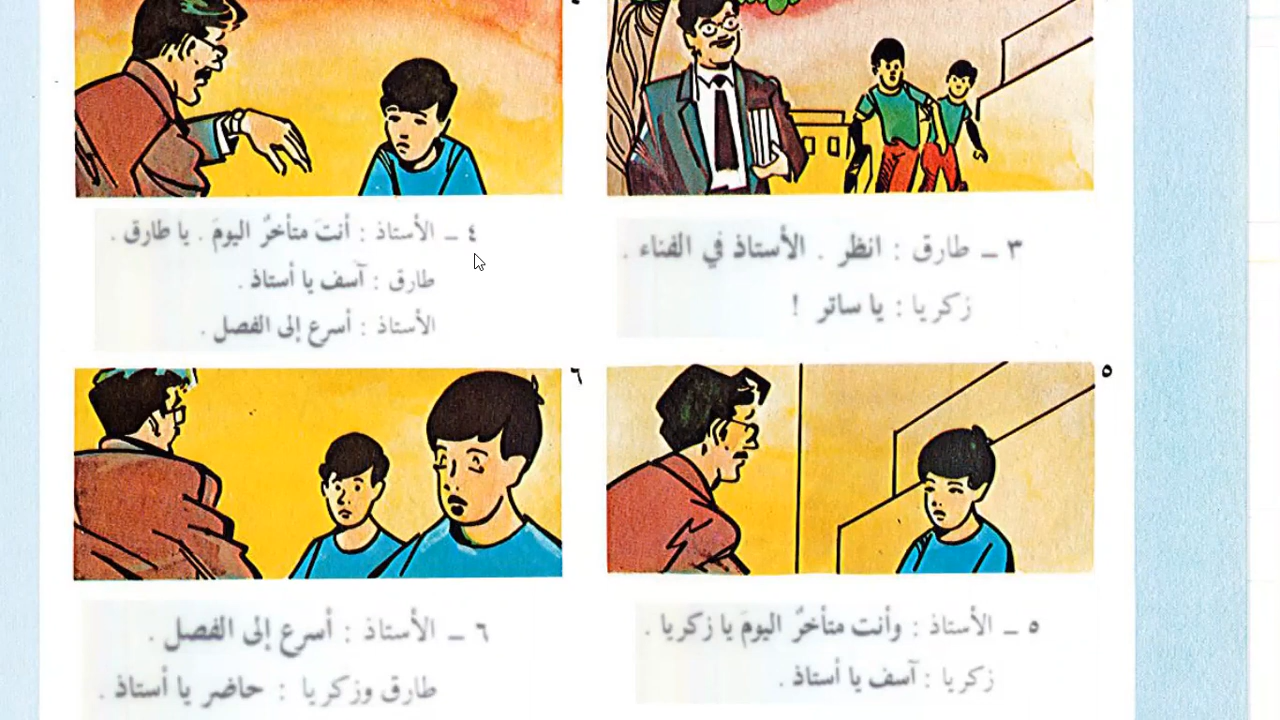 ٣ ـ طارق : انظر . الأستاذ في الفناء .
زكريا : يا ساتر !
٤ ـ الأستاذ : أنتَ متأخرٌ اليومَ . يا طارق .
طارق : آسف يا أستاذ .
الأستاذ : أسرع إلى الفصل .
٥
٥ ـ الأستاذ : وأنت متأخرٌ اليومَ يا زكريا .
زكريا : آسف يا أستاذ .
٦
٦ ـ الأستاذ : أسرع إلى الفصل .
طارق وزكريا : حاضر يا أستاذ .